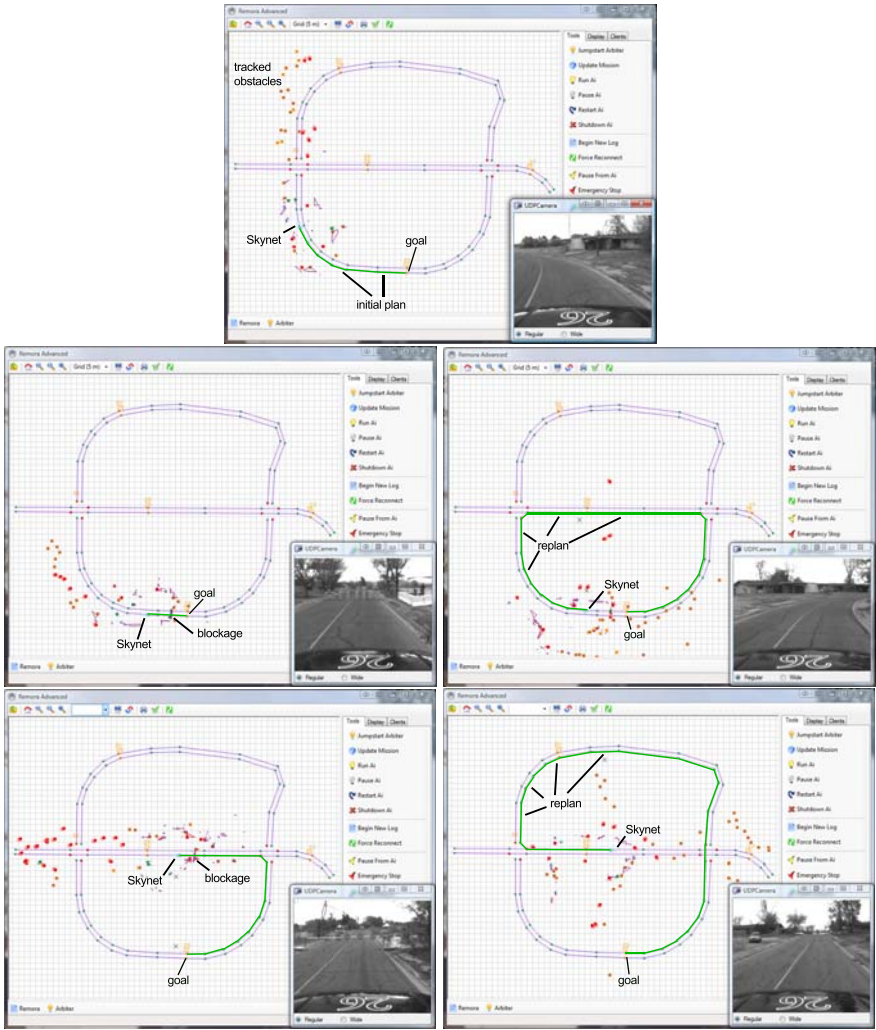 Remora Advanced
Grid (5 m)
Tools Display Clients
Jumpstart Arbiter
Update Mission
Run Ai
Pause Ai
Restart Ai
Shutdown Ai
Begin New Log
Force Reconnect
Pause From Ai
Emergency Stop
tracked
obstacles
Skynet
goal
initial plan
UDPCamera
26
Regular Wide
Remora Arbiter
Remora Advanced
Grid (5 m)
Tools Display Clients
Jumpstart Arbiter
Update Mission
Run Ai
Pause Ai
Restart Ai
Shutdown Ai
Begin New Log
Force Reconnect
Pause From Ai
Emergency Stop
goal
Skynet
blockage
UDPCamera
26
Regular Wide
Remora Arbiter
Remora Advanced
Grid (5 m)
Tools Display Clients
Jumpstart Arbiter
Update Mission
Run Ai
Pause Ai
Restart Ai
Shutdown Ai
Begin New Log
Force Reconnect
Pause From Ai
Emergency Stop
replan
Skynet
goal
UDPCamera
26
Regular Wide
Remora Arbiter
Remora Advanced
Tools Display Clients
Jumpstart Arbiter
Update Mission
Run Ai
Pause Ai
Restart Ai
Shutdown Ai
Begin New Log
Force Reconnect
Pause From Ai
Emergency Stop
Skynet
blockage
goal
UDPCamera
26
Regular Wide
Remora Arbiter
Remora Advanced
Tools Display Clients
Jumpstart Arbiter
Update Mission
Run Ai
Pause Ai
Restart Ai
Shutdown Ai
Begin New Log
Force Reconnect
Pause From Ai
Emergency Stop
replan
Skynet
goal
UDPCamera
26
Regular Wide
Remora Arbiter